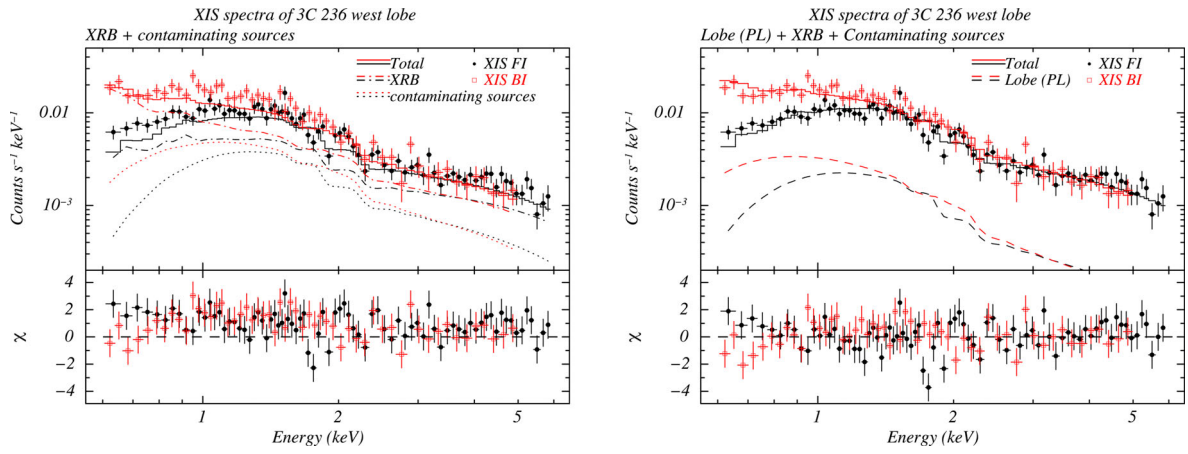 XIS spectra of 3C 236 west lobe
XRB + contaminating sources
Total XIS FI
XRB XIS BI
contaminating sources
Counts s⁻¹ keV⁻¹
0.01
10⁻³
χ
4
2
0
−2
−4
1 2 5
Energy (keV)
XIS spectra of 3C 236 west lobe
Lobe (PL) + XRB + Contaminating sources
Total XIS FI
Lobe (PL) XIS BI
Counts s⁻¹ keV⁻¹
0.01
10⁻³
χ
4
2
0
−2
−4
1 2 5
Energy (keV)